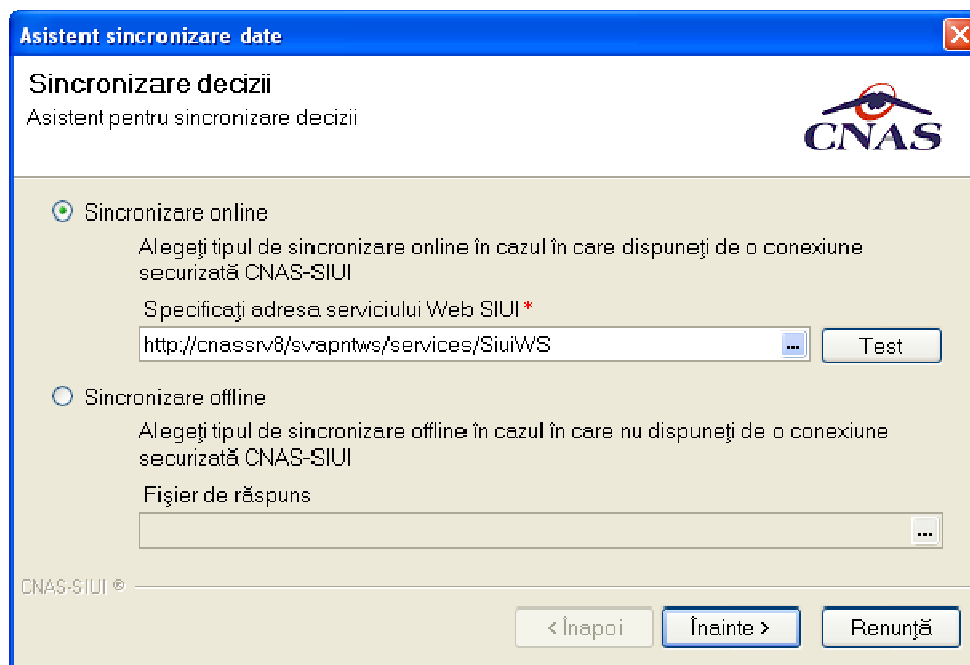 Asistent sincronizare date
Sincronizare decizii
Asistent pentru sincronizare decizii
CNAS
Sincronizare online
Alegeţi tipul de sincronizare online în cazul în care dispuneţi de o conexiune
securizată CNAS-SIUI
Specificaţi adresa serviciului Web SIUI*
http://cnassrv8/svapntws/services/SiuiWS
...
Test
Sincronizare offline
Alegeţi tipul de sincronizare offline în cazul în care nu dispuneţi de o conexiune
securizată CNAS-SIUI
Fişier de răspuns
...
CNAS-SIUI ®
< Înapoi
Înainte >
Renunţă